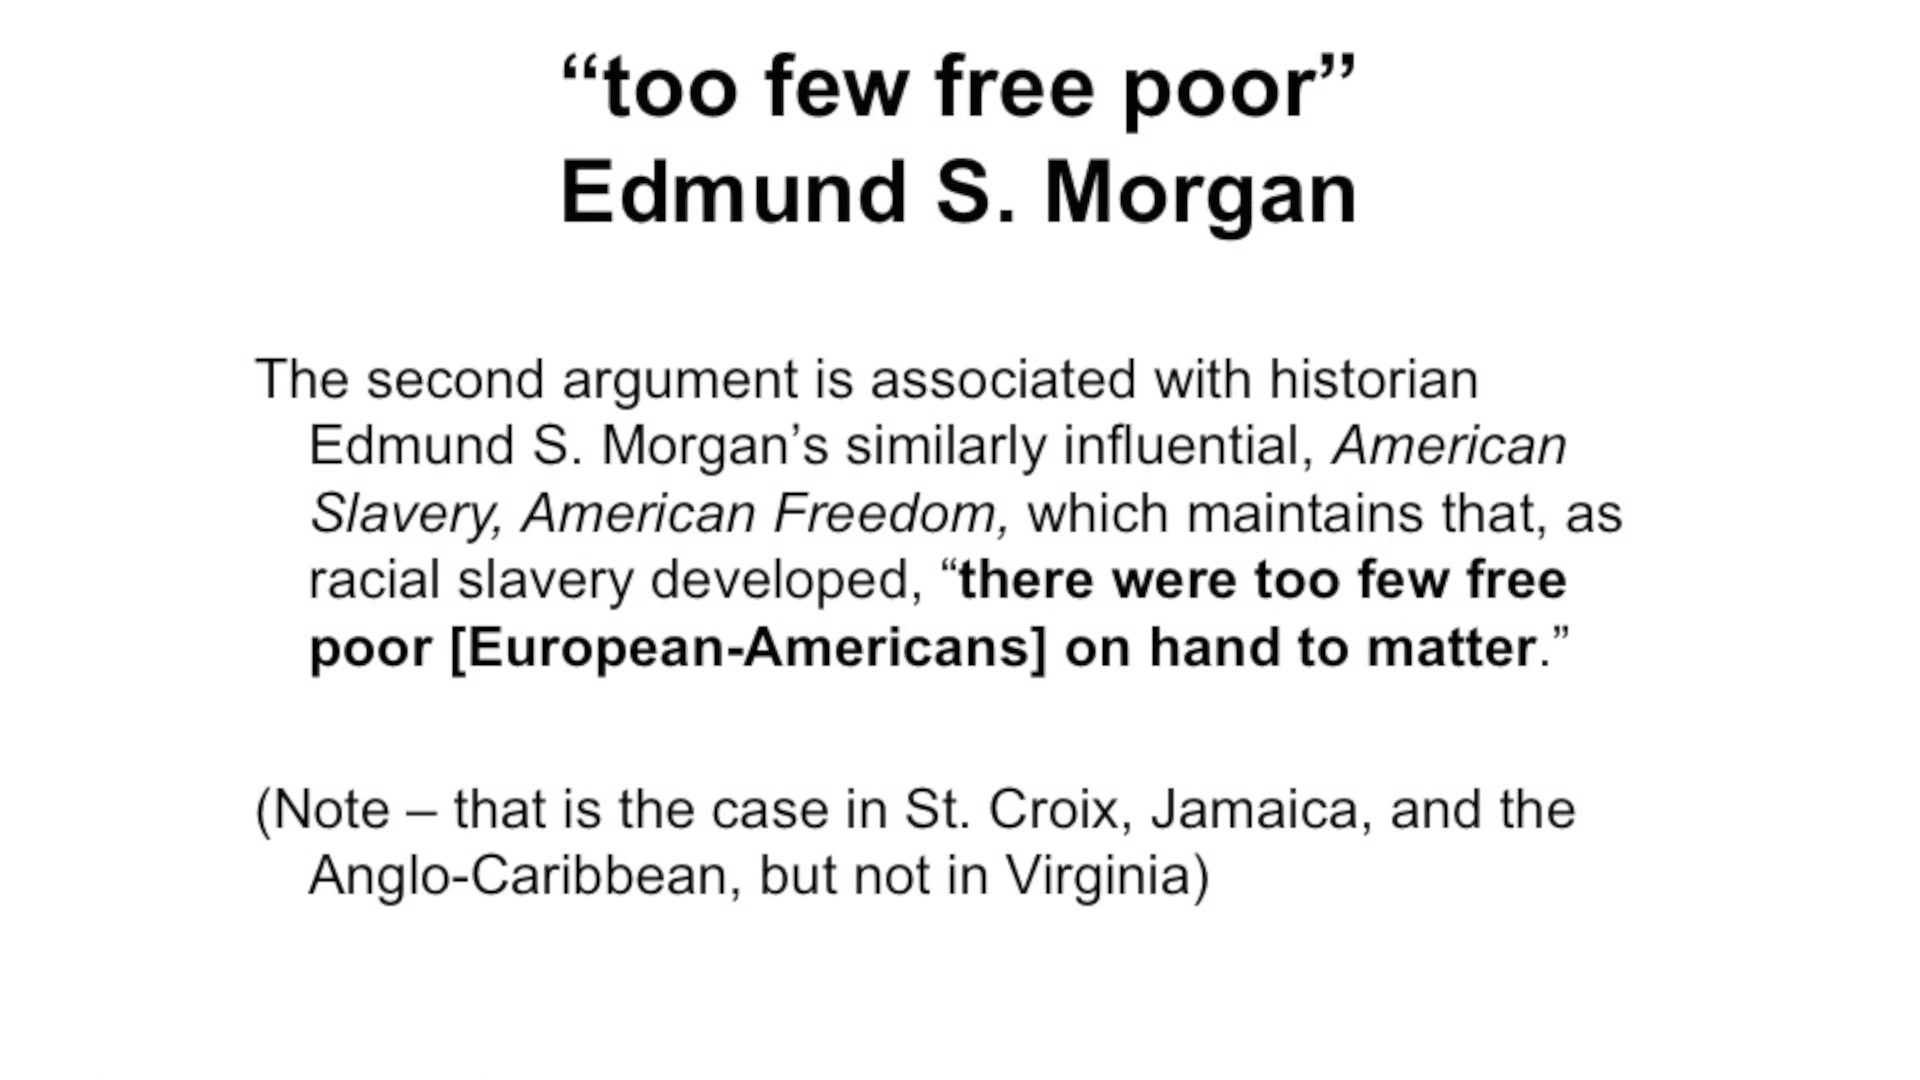 “too few free poor”
Edmund S. Morgan
The second argument is associated with historian
Edmund S. Morgan’s similarly influential, American
Slavery, American Freedom, which maintains that, as
racial slavery developed, “there were too few free
poor [European-Americans] on hand to matter.”
(Note – that is the case in St. Croix, Jamaica, and the
Anglo-Caribbean, but not in Virginia)